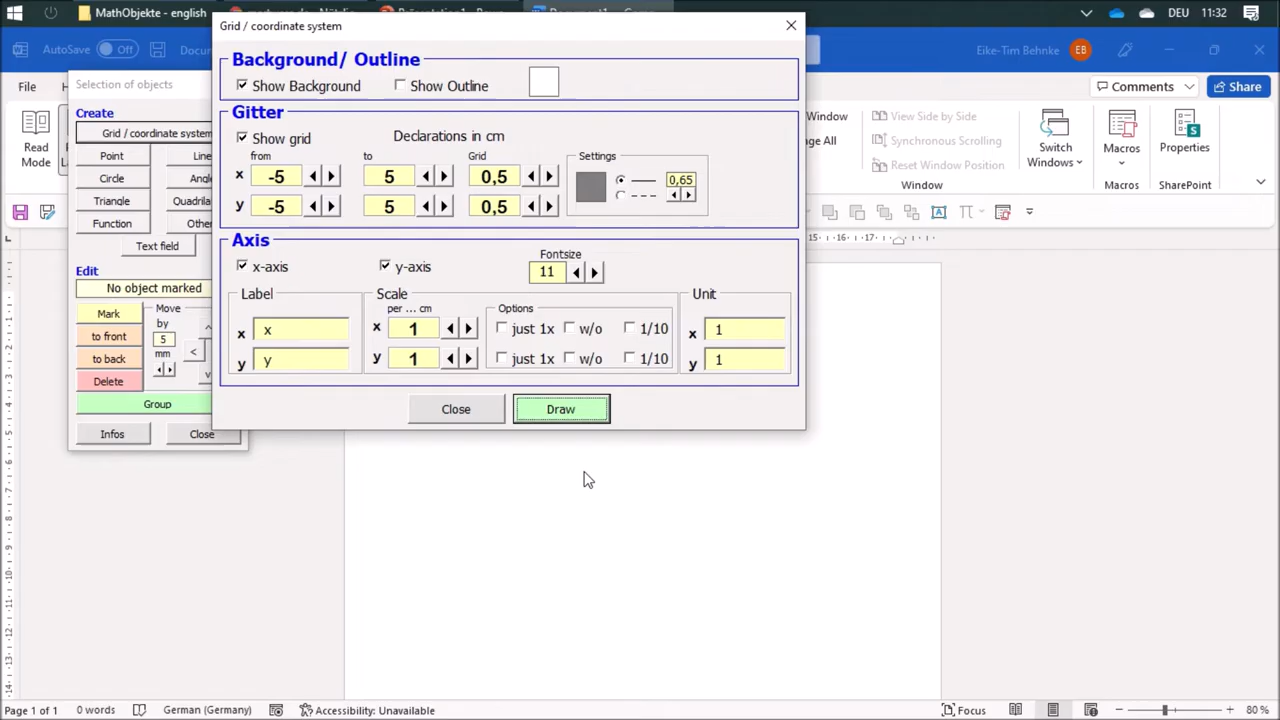 MathObjekte - english
DEU 11:32
AutoSave Off
Eike-Tim Behnke EB
File
Comments
Share
Read
Mode
Window
View Side by Side
Synchronous Scrolling
Reset Window Position
Window
Switch
Windows
Macros
Macros
Properties
SharePoint
Selection of objects
Create
Grid / coordinate system
Point
Circle
Triangle
Function
Text field
Edit
No object marked
Mark
to front
to back
Delete
Move
by
5
mm
<
Group
Infos
Close
Grid / coordinate system
Background/ Outline
Show Background
Show Outline
Gitter
Show grid
Declarations in cm
from to Grid
x -5 5 0,5
y -5 5 0,5
Settings
0,65
Axis
x-axis
y-axis
Fontsize
11
Label
x x
y y
Scale
per ... cm
x 1
y 1
Options
just 1x w/o 1/10
just 1x w/o 1/10
Unit
x 1
y 1
Close
Draw
Page 1 of 1
0 words
German (Germany)
Accessibility: Unavailable
Focus
80 %